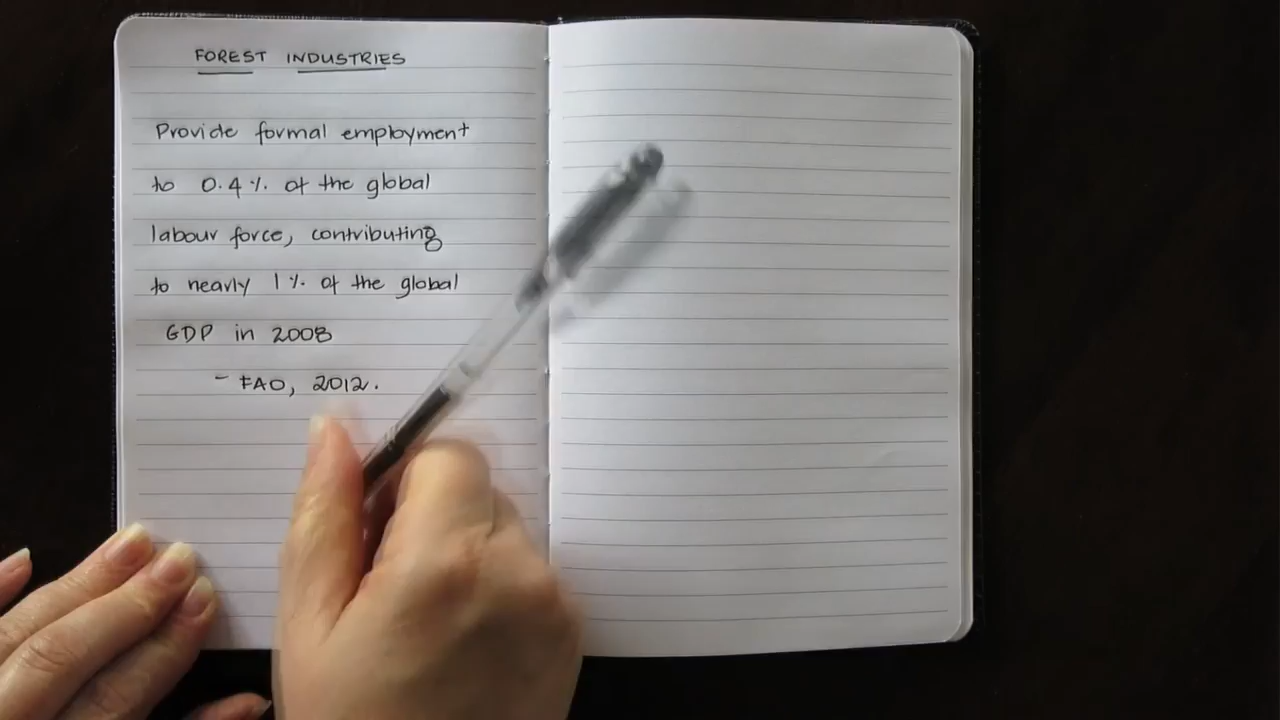 FOREST INDUSTRIES
Provide formal employment
to 0.4% of the global
labour force, contributing
to nearly 1% of the global
GDP in 2008
- FAO, 2012.